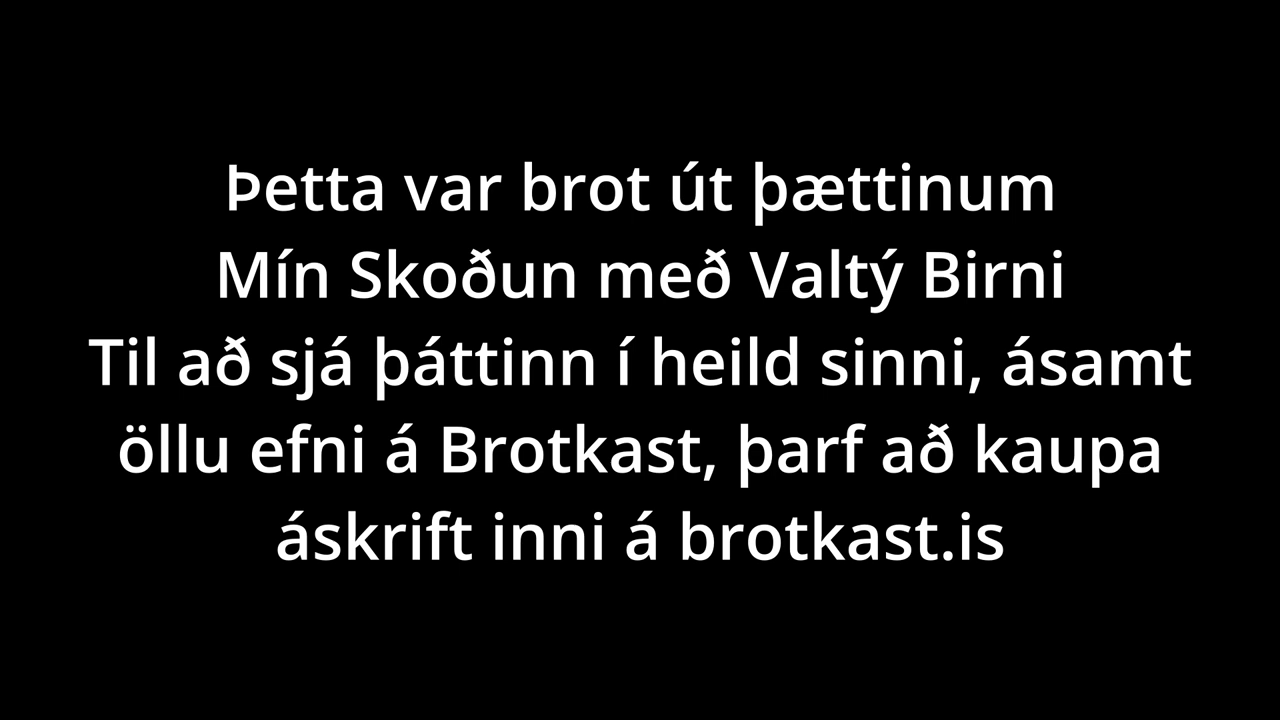 Þetta var brot út þættinum
Mín Skoðun með Valtý Birni
Til að sjá þáttinn í heild sinni, ásamt
öllu efni á Brotkast, þarf að kaupa
áskrift inni á brotkast.is